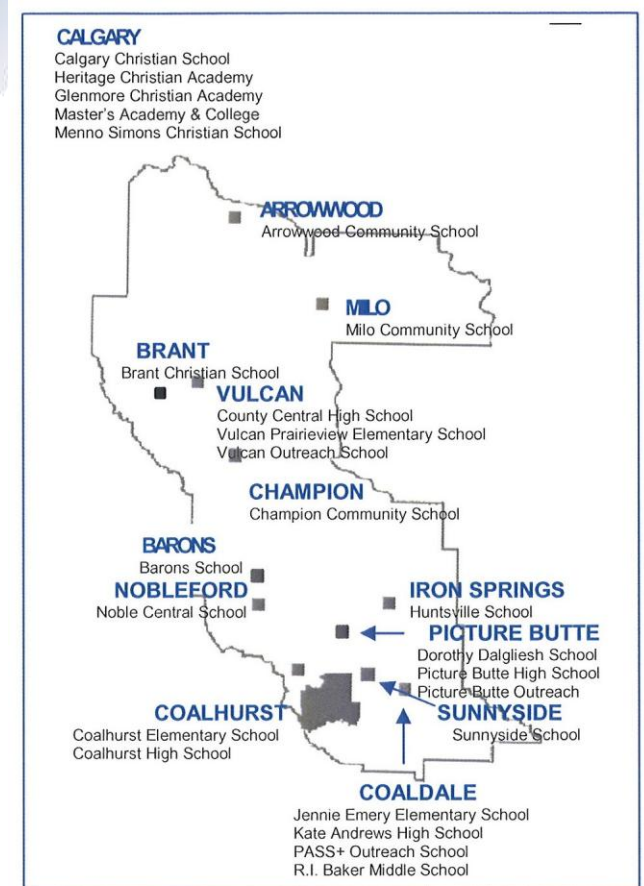 CALGARY
Calgary Christian School
Heritage Christian Academy
Glenmore Christian Academy
Master's Academy & College
Menno Simons Christian School
ARROWWOOD
Arrowwood Community School
MILO
Milo Community School
BRANT
Brant Christian School
VULCAN
County Central High School
Vulcan Prairieview Elementary School
Vulcan Outreach School
CHAMPION
Champion Community School
BARONS
Barons School
NOBLEFORD
Noble Central School
IRON SPRINGS
Huntsville School
PICTURE BUTTE
Dorothy Dalgliesh School
Picture Butte High School
Picture Butte Outreach
COALHURST
Coalhurst Elementary School
Coalhurst High School
SUNNYSIDE
Sunnyside School
COALDALE
Jennie Emery Elementary School
Kate Andrews High School
PASS+ Outreach School
R.I. Baker Middle School